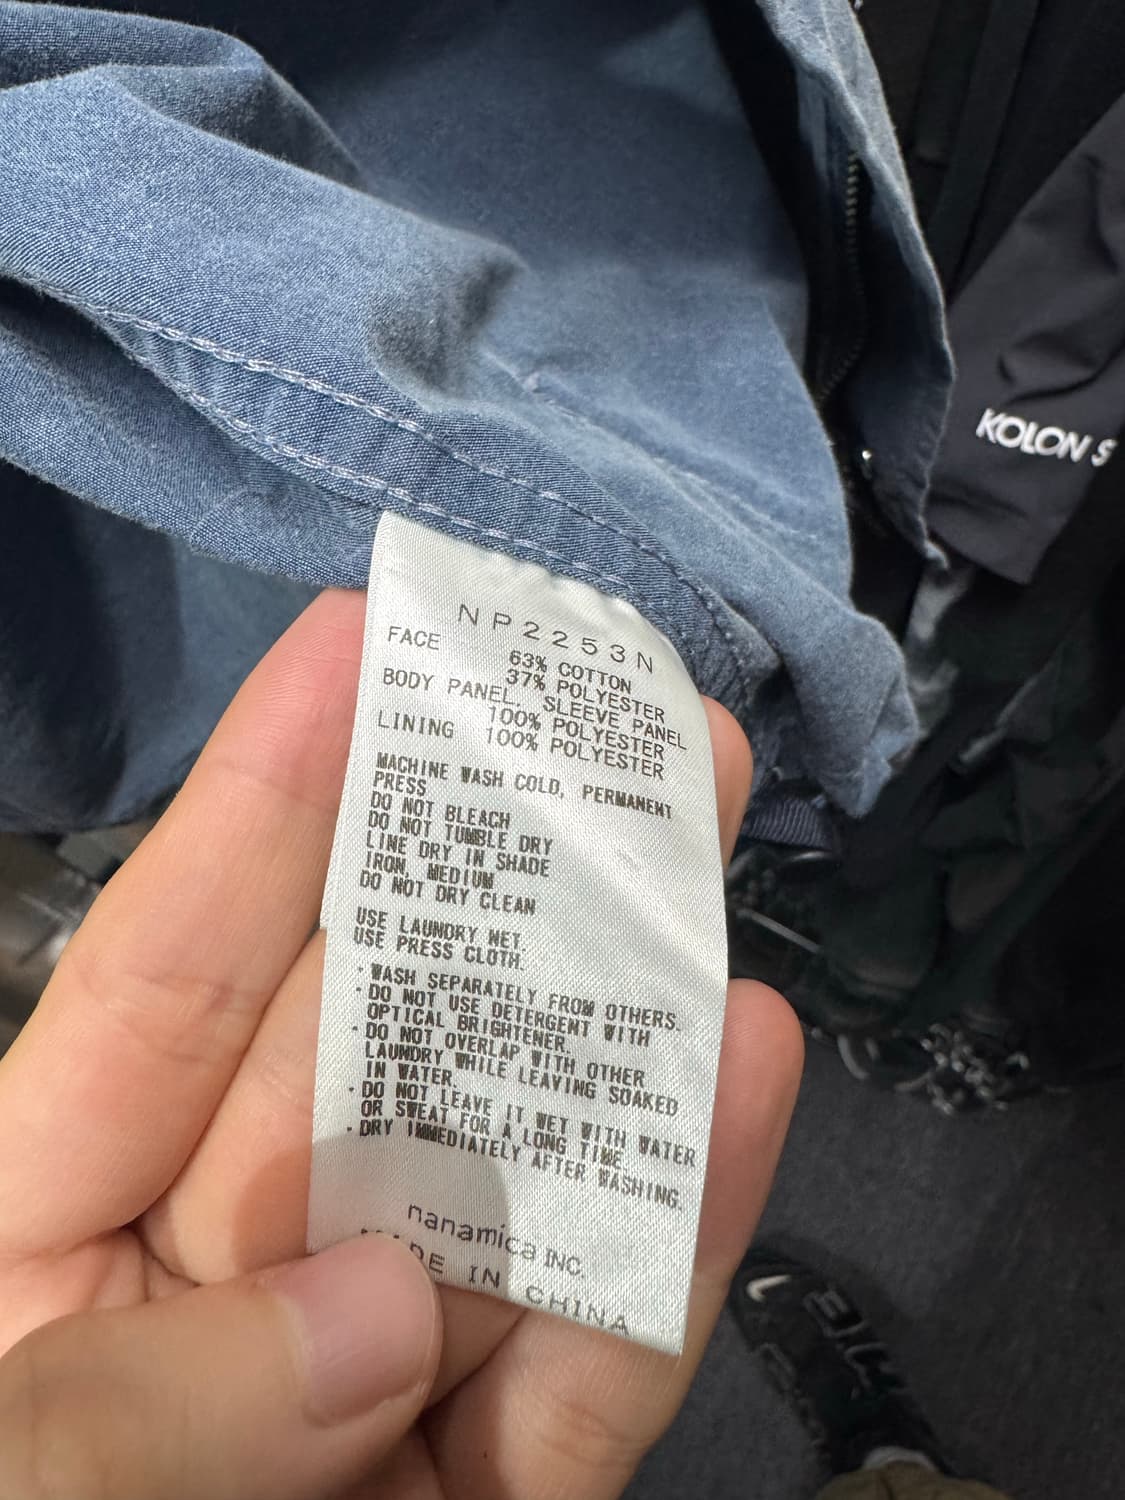 KOLON S
NP2253N
FACE 63% COTTON
37% POLYESTER
BODY PANEL, SLEEVE PANEL
100% POLYESTER
LINING 100% POLYESTER
MACHINE WASH COLD, PERMANENT
PRESS
DO NOT BLEACH
DO NOT TUMBLE DRY
LINE DRY IN SHADE
IRON, MEDIUM
DO NOT DRY CLEAN
USE LAUNDRY NET.
USE PRESS CLOTH.
・WASH SEPARATELY FROM OTHERS.
・DO NOT USE DETERGENT WITH
OPTICAL BRIGHTENER.
・DO NOT OVERLAP WITH OTHER
LAUNDRY WHILE LEAVING SOAKED
IN WATER.
・DO NOT LEAVE IT WET WITH WATER
OR SWEAT FOR A LONG TIME.
・DRY IMMEDIATELY AFTER WASHING.
nanamica INC.
MADE IN CHINA